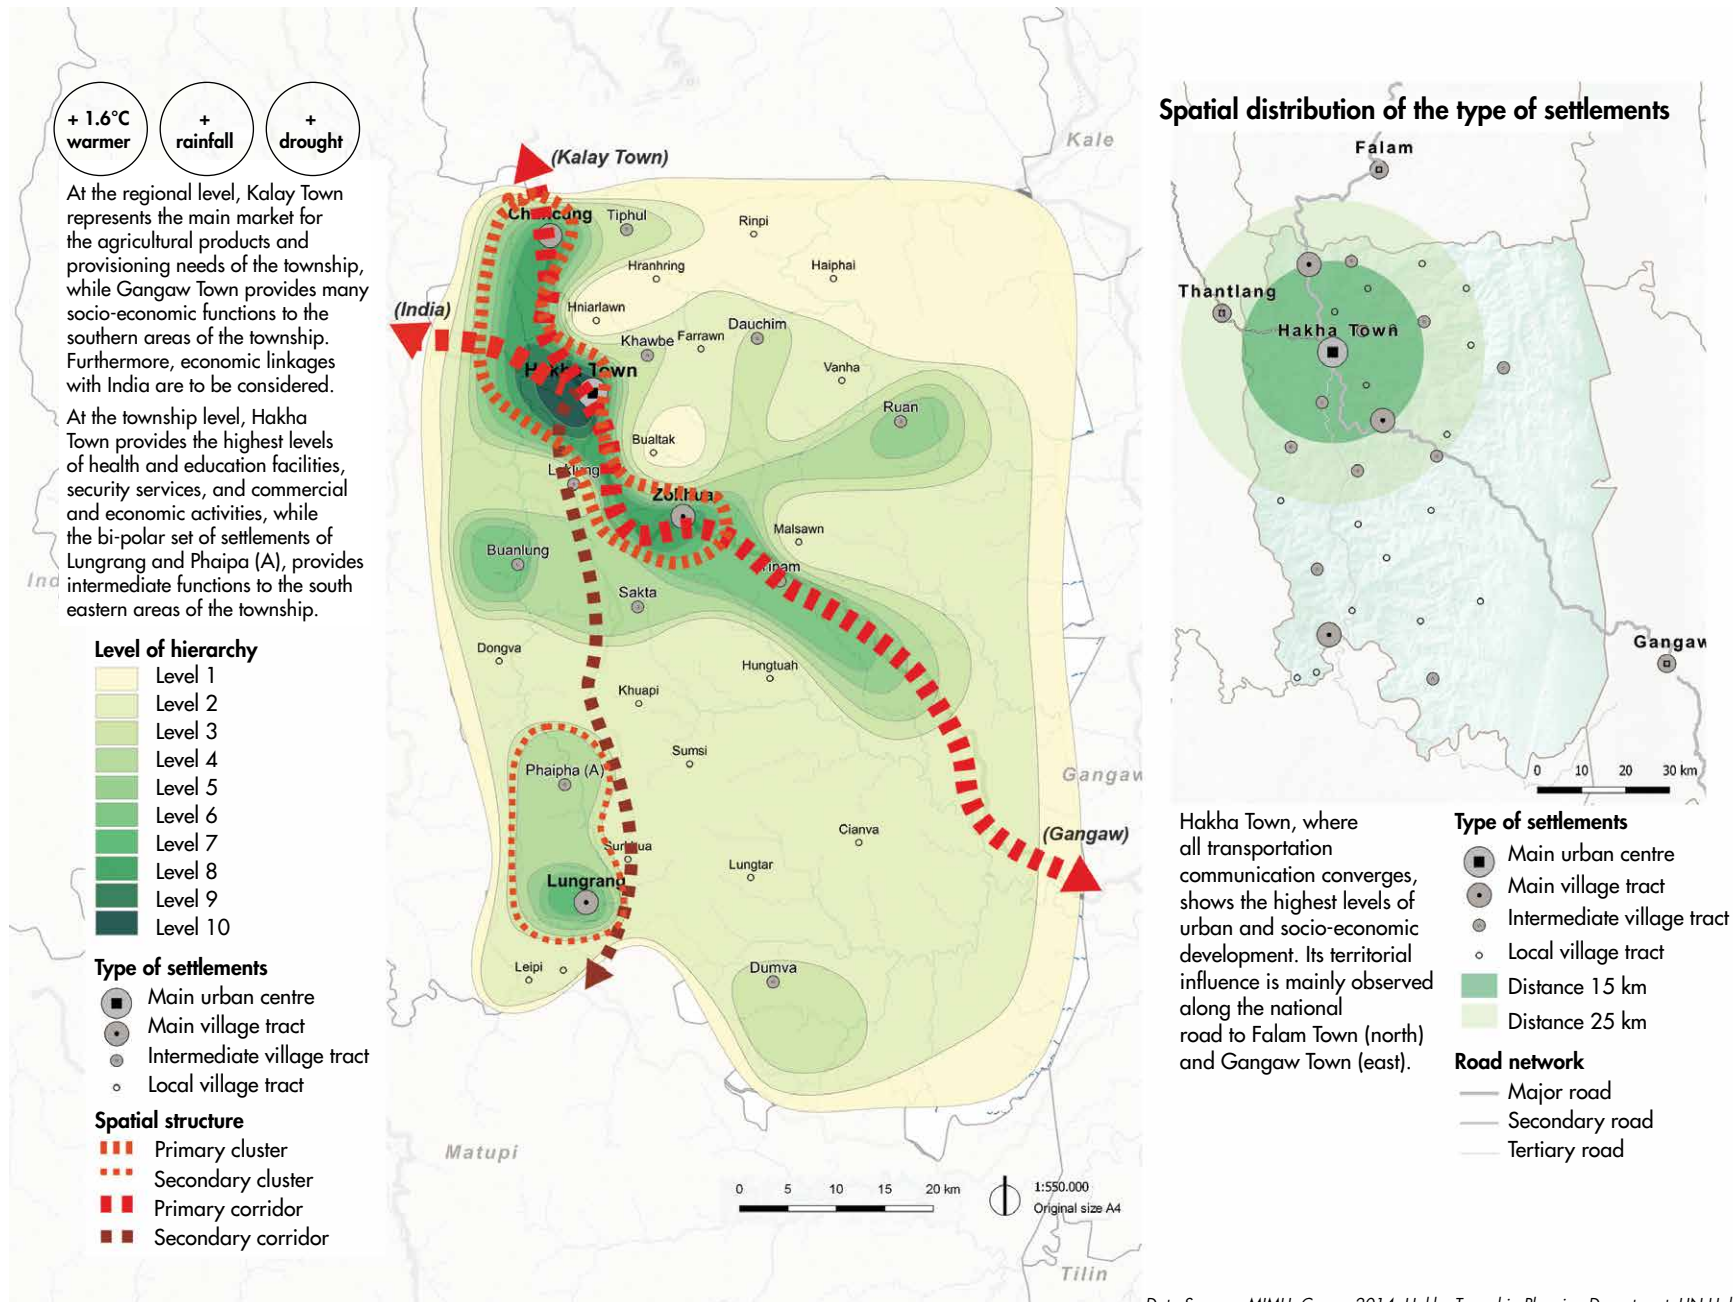 + 1.6°C
warmer
+
rainfall
+
drought
At the regional level, Kalay Town
represents the main market for
the agricultural products and
provisioning needs of the township,
while Gangaw Town provides many
socio-economic functions to the
southern areas of the township.
Furthermore, economic linkages
with India are to be considered.
At the township level, Hakha
Town provides the highest levels
of health and education facilities,
security services, and commercial
and economic activities, while
the bi-polar set of settlements of
Lungrang and Phaipa (A), provides
intermediate functions to the south
eastern areas of the township.
Level of hierarchy
Level 1
Level 2
Level 3
Level 4
Level 5
Level 6
Level 7
Level 8
Level 9
Level 10
Type of settlements
Main urban centre
Main village tract
Intermediate village tract
Local village tract
Spatial structure
Primary cluster
Secondary cluster
Primary corridor
Secondary corridor
(Kalay Town)
Kale
Tiphul
Rinpi
Hranhring
Haiphai
(India)
Hniarlawn
Dauchim
Khawbe
Farrawn
Hakha Town
Vanha
Ruan
Bualtak
Zokhua
Malsawn
Buanlung
Sakta
Dongva
Hungtuah
Khuapi
Sumsi
Phaipha (A)
Gangaw
Cianva
(Gangaw)
Lungtar
Lungrang
Leipi
Dumva
Matupi
0 5 10 15 20 km
1:550.000
Original size A4
Tilin
Spatial distribution of the type of settlements
Falam
Thantlang
Hakha Town
Gangaw
0 10 20 30 km
Hakha Town, where
all transportation
communication converges,
shows the highest levels of
urban and socio-economic
development. Its territorial
influence is mainly observed
along the national
road to Falam Town (north)
and Gangaw Town (east).
Type of settlements
Main urban centre
Main village tract
Intermediate village tract
Local village tract
Distance 15 km
Distance 25 km
Road network
Major road
Secondary road
Tertiary road